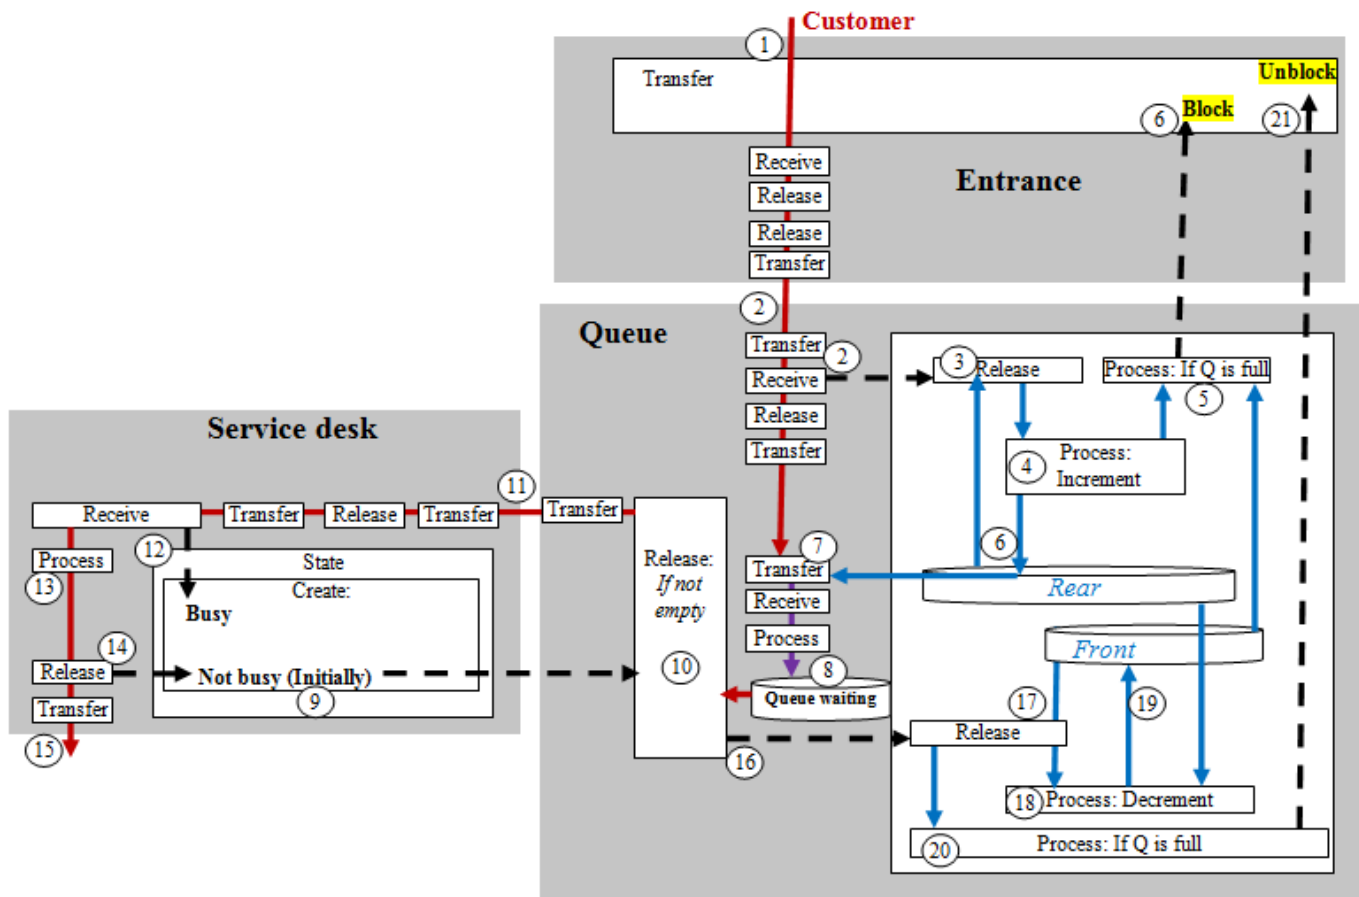 Customer
1
Transfer
Unblock
6
Block
21
Receive
Release
Release
Transfer
Entrance
2
Queue
Transfer
2
Receive
Release
Transfer
3
Release
Process: If Q is full
5
4
Process:
Increment
6
Rear
Front
Service desk
11
Receive
Transfer
Release
Transfer
Transfer
12
State
Create:
Process
13
Busy
14
Release
Not busy (Initially)
9
Transfer
15
Release:
If not
empty
10
7
Transfer
Receive
Process
8
Queue waiting
16
17
19
Release
18
Process: Decrement
20
Process: If Q is full